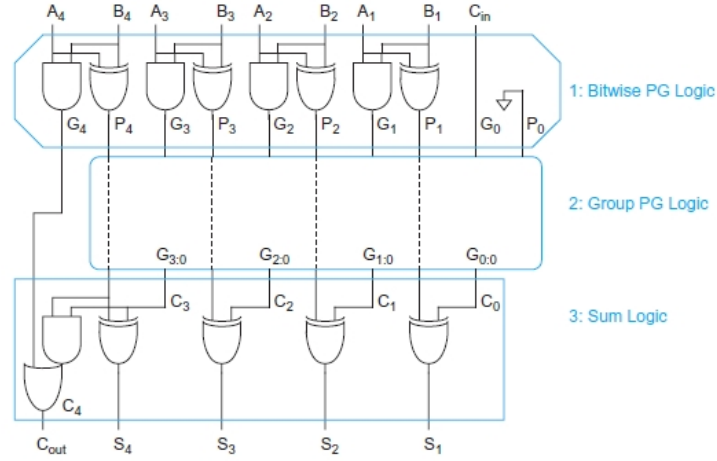 A4 B4 A3 B3 A2 B2 A1 B1 Cin
1: Bitwise PG Logic
G4 P4 G3 P3 G2 P2 G1 P1 G0 P0
2: Group PG Logic
G3:0 G2:0 G1:0 G0:0
C3 C2 C1 C0
3: Sum Logic
C4
Cout S4 S3 S2 S1